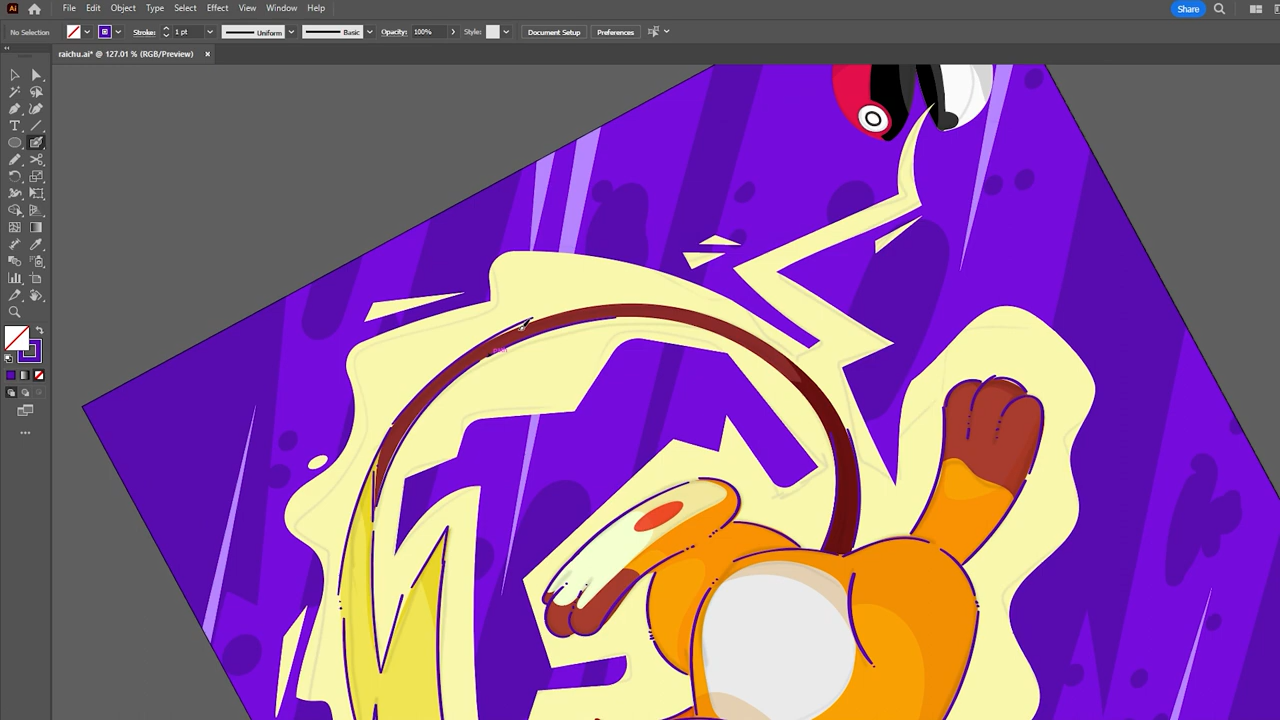 Ai File Edit Object Type Select Effect View Window Help Share
No Selection Stroke: 1 pt Uniform Basic Opacity: 100% Style: Document Setup Preferences
raichu.ai* @ 127.01 % (RGB/Preview) ×